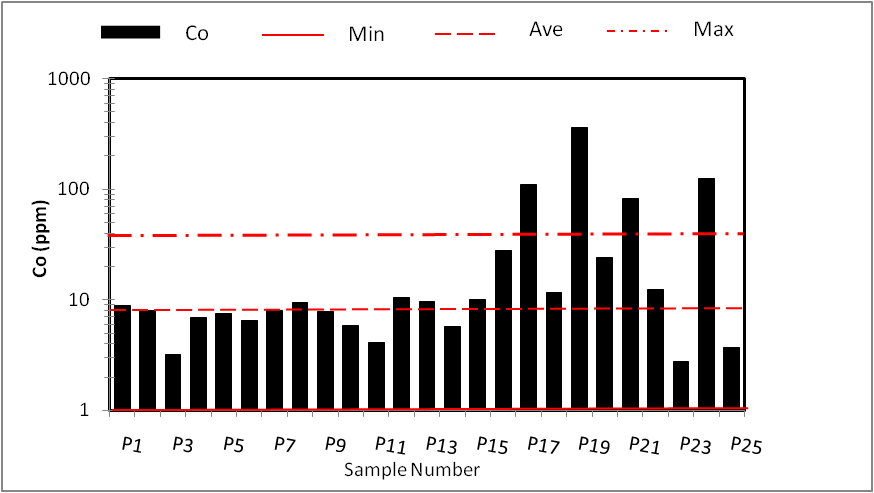 Co Min Ave Max
1000
100
10
1
Co (ppm)
P1 P3 P5 P7 P9 P11 P13 P15 P17 P19 P21 P23 P25
Sample Number